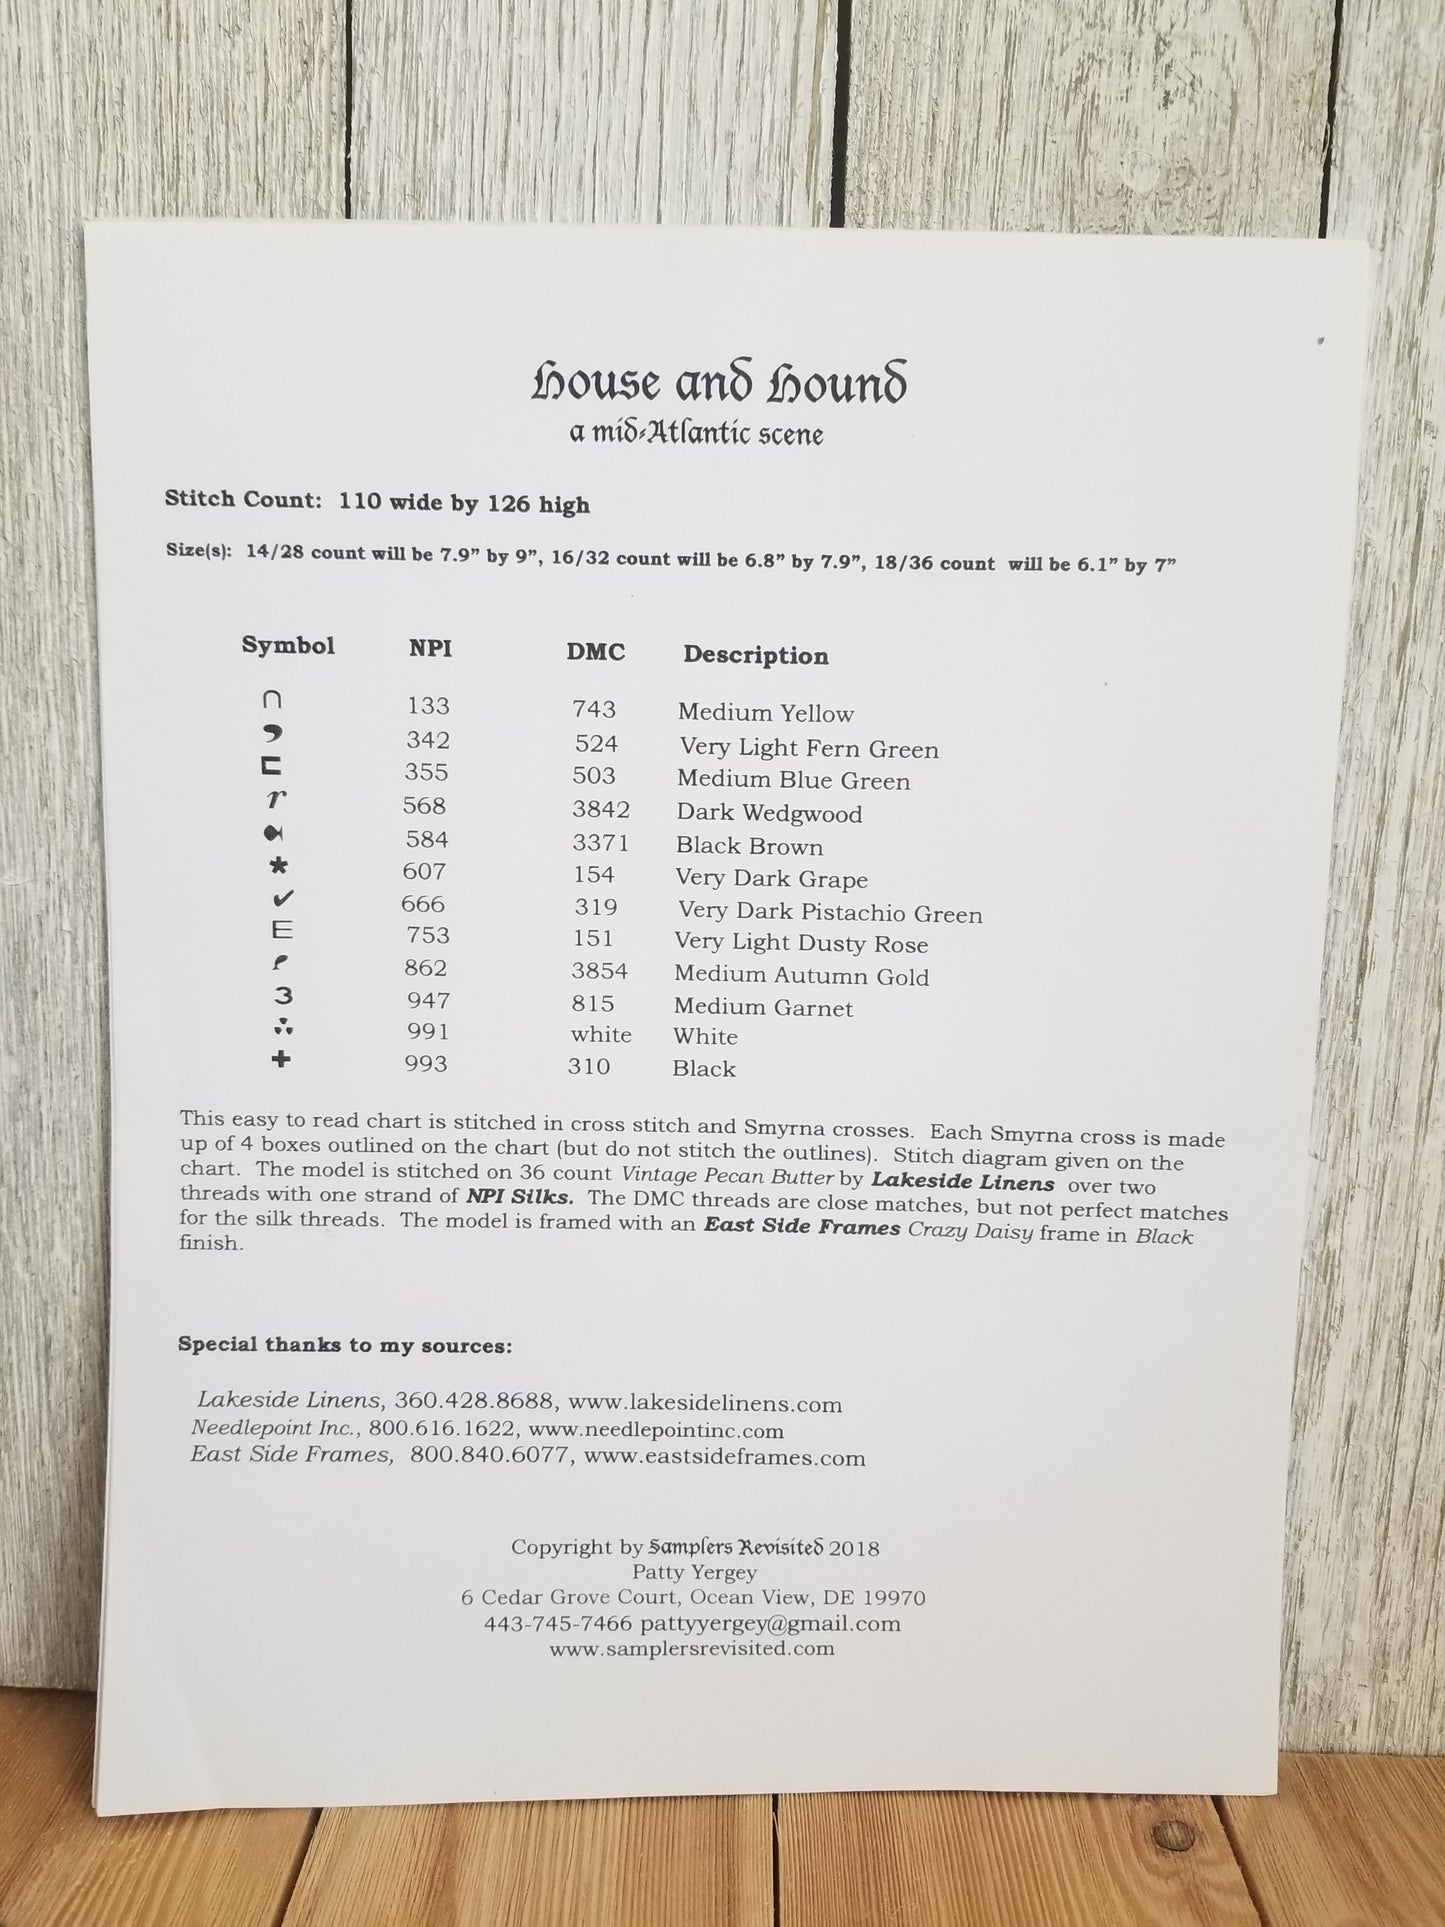 House and Hound
a mid-Atlantic scene
Stitch Count: 110 wide by 126 high
Size(s): 14/28 count will be 7.9” by 9”, 16/32 count will be 6.8” by 7.9”, 18/36 count will be 6.1” by 7”
Symbol NPI DMC Description
∩ 133 743 Medium Yellow
❟ 342 524 Very Light Fern Green
⊏ 355 503 Medium Blue Green
r 568 3842 Dark Wedgwood
584 3371 Black Brown
* 607 154 Very Dark Grape
✓ 666 319 Very Dark Pistachio Green
E 753 151 Very Light Dusty Rose
862 3854 Medium Autumn Gold
3 947 815 Medium Garnet
991 white White
+ 993 310 Black
This easy to read chart is stitched in cross stitch and Smyrna crosses. Each Smyrna cross is made
up of 4 boxes outlined on the chart (but do not stitch the outlines). Stitch diagram given on the
chart. The model is stitched on 36 count Vintage Pecan Butter by Lakeside Linens over two
threads with one strand of NPI Silks. The DMC threads are close matches, but not perfect matches
for the silk threads. The model is framed with an East Side Frames Crazy Daisy frame in Black
finish.
Special thanks to my sources:
Lakeside Linens, 360.428.8688, www.lakesidelinens.com
Needlepoint Inc., 800.616.1622, www.needlepointinc.com
East Side Frames, 800.840.6077, www.eastsideframes.com
Copyright by Samplers Revisited 2018
Patty Yergey
6 Cedar Grove Court, Ocean View, DE 19970
443-745-7466 pattyyergey@gmail.com
www.samplersrevisited.com